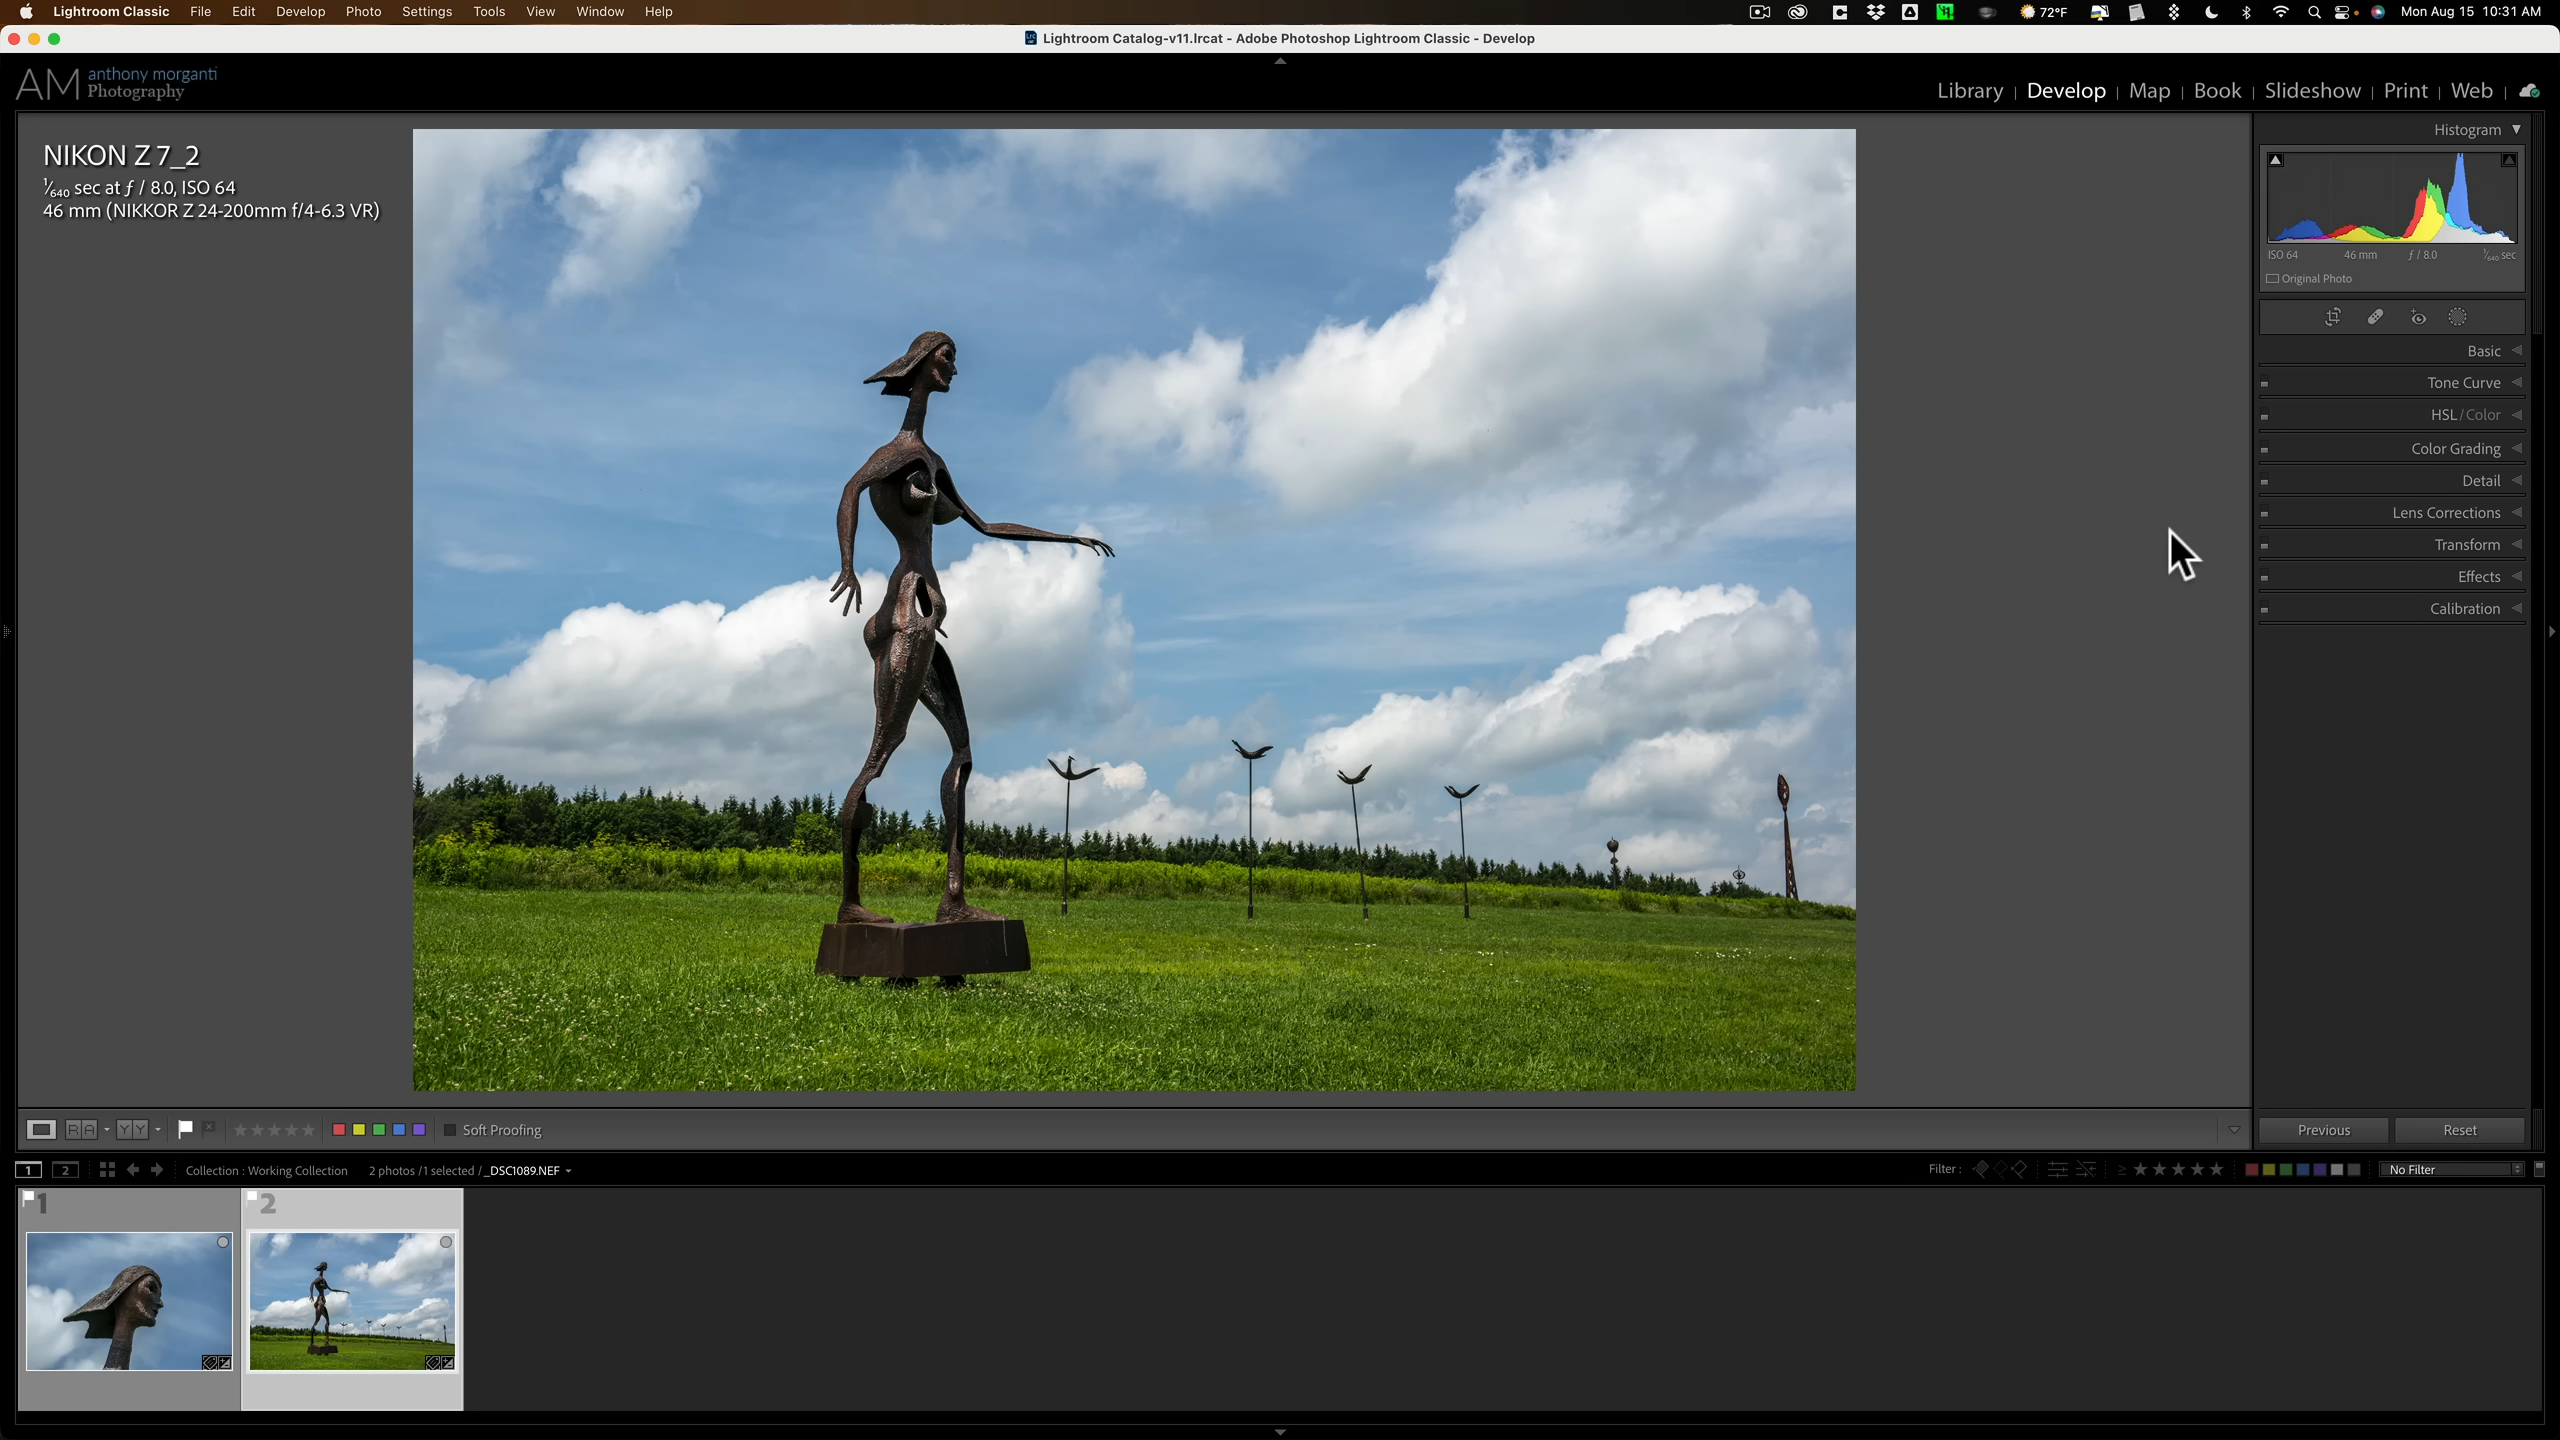 Lightroom Classic File Edit Develop Photo Settings Tools View Window Help 72°F Mon Aug 15 10:31 AM
Lightroom Catalog-v11.lrcat - Adobe Photoshop Lightroom Classic - Develop
AM anthony morganti
Photography
Library | Develop | Map | Book | Slideshow | Print | Web
NIKON Z 7_2
1/640 sec at ƒ / 8.0, ISO 64
46 mm (NIKKOR Z 24-200mm f/4-6.3 VR)
Histogram
ISO 64 46 mm ƒ / 8.0 1/640 sec
Original Photo
Basic
Tone Curve
HSL / Color
Color Grading
Detail
Lens Corrections
Transform
Effects
Calibration
R A Y Y Soft Proofing
Previous Reset
1 2 Collection : Working Collection 2 photos / 1 selected / _DSC1089.NEF Filter : No Filter
1 2